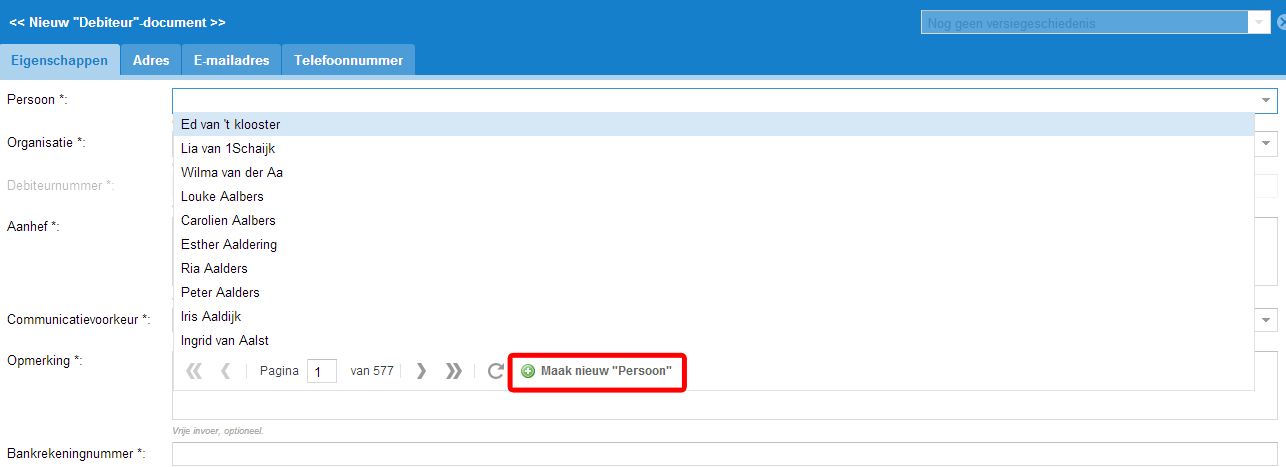 << Nieuw "Debiteur"-document >>
Nog geen versiegeschiedenis
Eigenschappen Adres E-mailadres Telefoonnummer
Persoon *:
Ed van 't klooster
Organisatie *:
Lia van 1Schaijk
Wilma van der Aa
Debiteurnummer *:
Louke Aalbers
Carolien Aalbers
Aanhef *:
Esther Aaldering
Ria Aalders
Peter Aalders
Communicatievoorkeur *:
Iris Aaldijk
Ingrid van Aalst
Opmerking *:
Pagina 1 van 577 Maak nieuw "Persoon"
Vrije invoer, optioneel.
Bankrekeningnummer *: